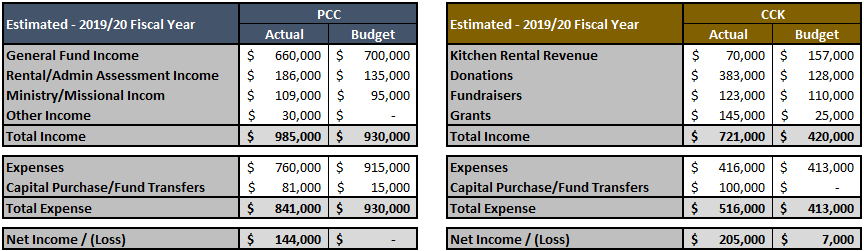 Estimated - 2019/20 Fiscal Year PCC
Actual Budget
General Fund Income $ 660,000 $ 700,000
Rental/Admin Assessment Income $ 186,000 $ 135,000
Ministry/Missional Incom $ 109,000 $ 95,000
Other Income $ 30,000 $ -
Total Income $ 985,000 $ 930,000
Expenses $ 760,000 $ 915,000
Capital Purchase/Fund Transfers $ 81,000 $ 15,000
Total Expense $ 841,000 $ 930,000
Net Income / (Loss) $ 144,000 $ -
Estimated - 2019/20 Fiscal Year CCK
Actual Budget
Kitchen Rental Revenue $ 70,000 $ 157,000
Donations $ 383,000 $ 128,000
Fundraisers $ 123,000 $ 110,000
Grants $ 145,000 $ 25,000
Total Income $ 721,000 $ 420,000
Expenses $ 416,000 $ 413,000
Capital Purchase/Fund Transfers $ 100,000 $ -
Total Expense $ 516,000 $ 413,000
Net Income / (Loss) $ 205,000 $ 7,000